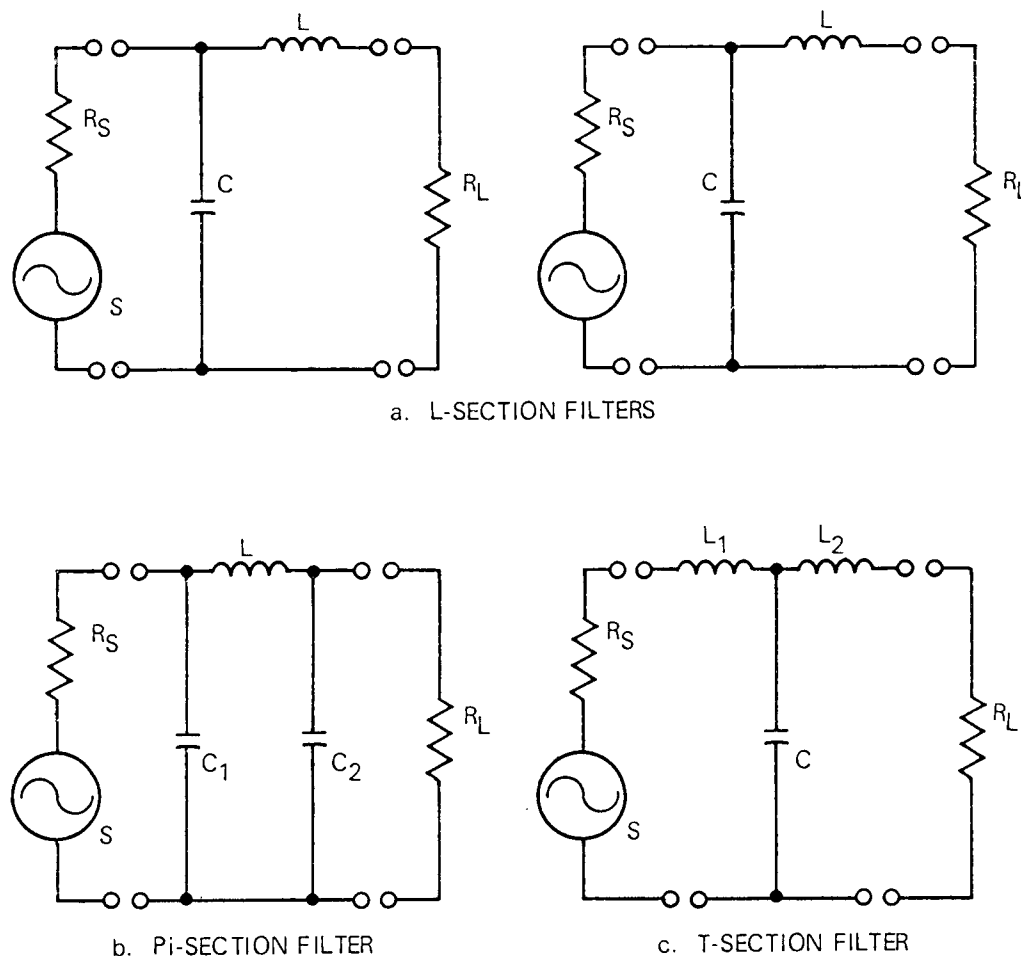 L
L
R_S
C
R_L
R_S
C
R_L
S
a. L-SECTION FILTERS
L
L_1
L_2
R_S
C_1
C_2
R_L
R_S
C
R_L
S
S
b. Pi-SECTION FILTER
c. T-SECTION FILTER